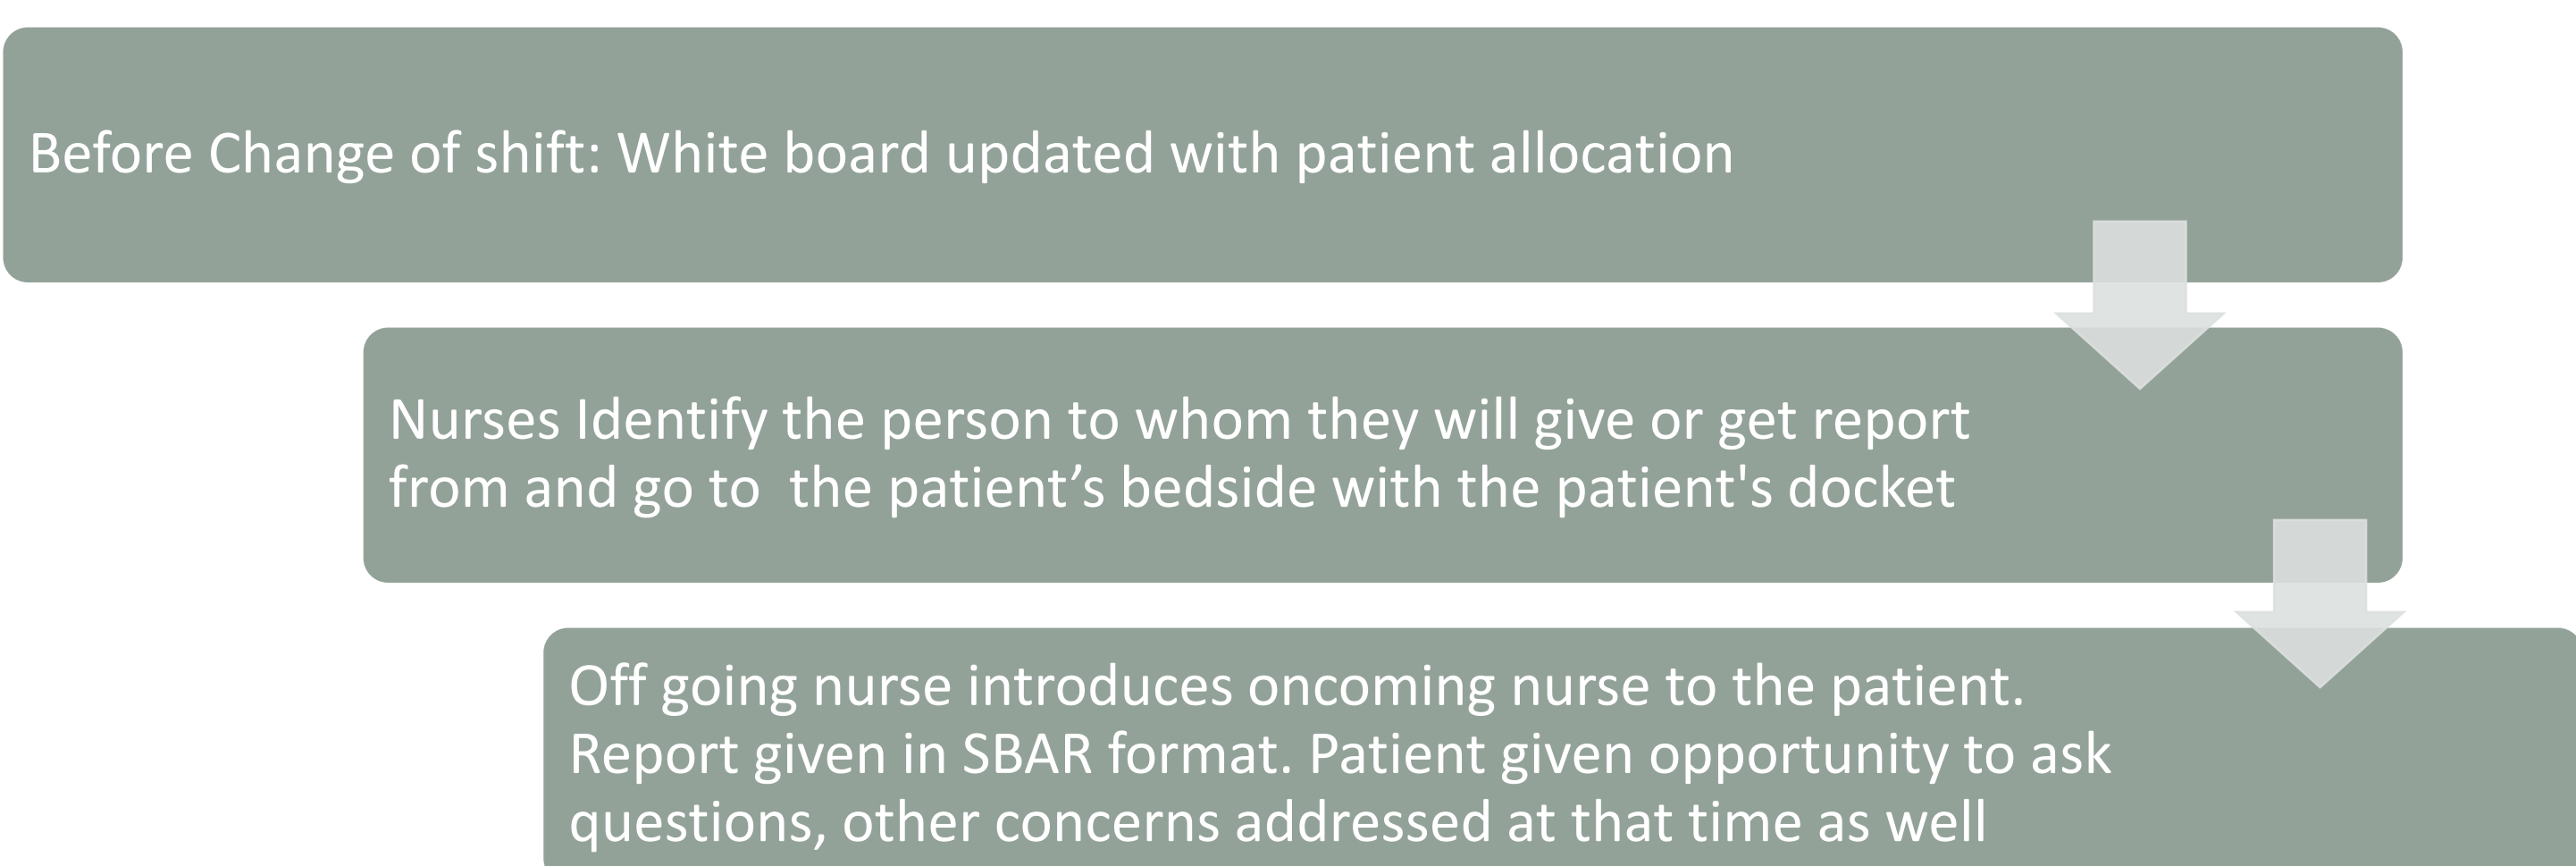 Before Change of shift: White board updated with patient allocation
Nurses Identify the person to whom they will give or get report
from and go to  the patient’s bedside with the patient's docket
Off going nurse introduces oncoming nurse to the patient.
Report given in SBAR format. Patient given opportunity to ask
questions, other concerns addressed at that time as well